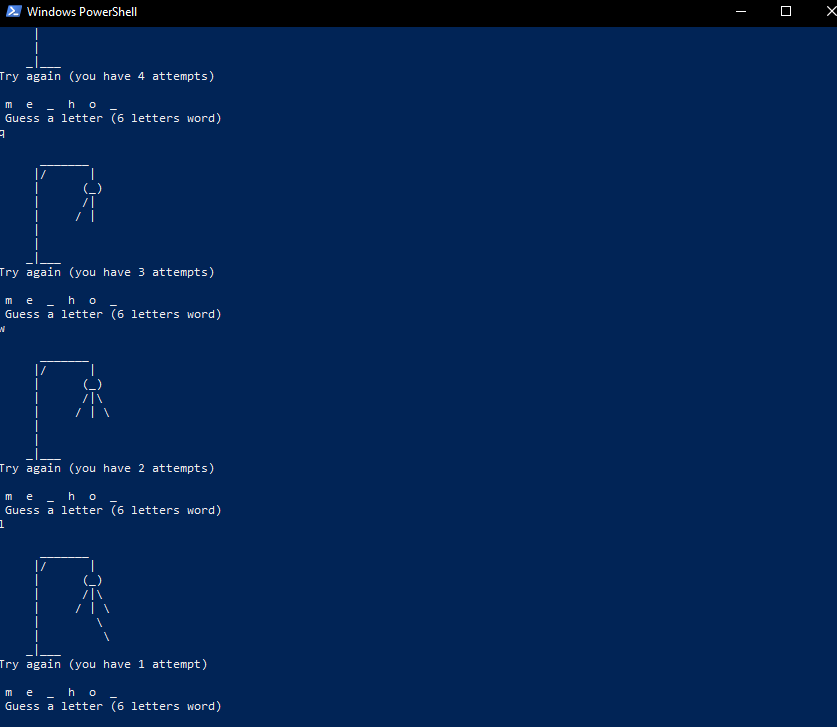 Windows PowerShell
 |
 |
_|___
Try again (you have 4 attempts)
m e _ h o _
Guess a letter (6 letters word)
q
  _______
 |/      |
 |      (_)
 |      /|
 |     / |
 |
 |
_|___
Try again (you have 3 attempts)
m e _ h o _
Guess a letter (6 letters word)
w
  _______
 |/      |
 |      (_)
 |      /|\
 |     / | \
 |
 |
_|___
Try again (you have 2 attempts)
m e _ h o _
Guess a letter (6 letters word)
l
  _______
 |/      |
 |      (_)
 |      /|\
 |     / | \
 |        \
 |         \
_|___
Try again (you have 1 attempt)
m e _ h o _
Guess a letter (6 letters word)